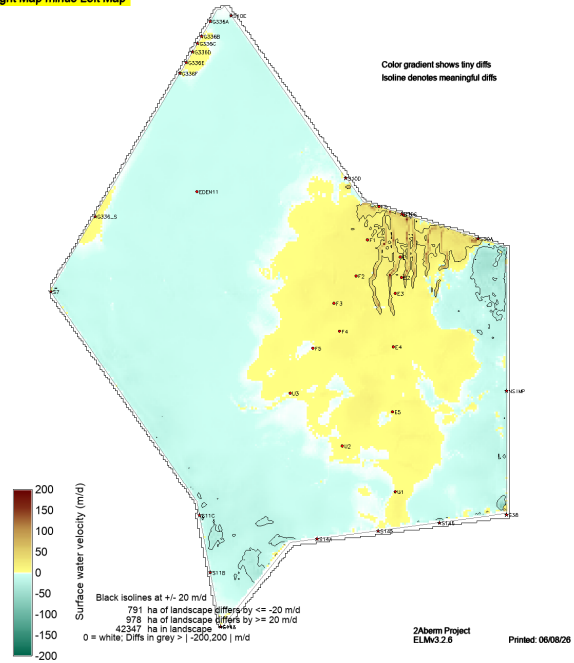 ght Map minus Left Map
S10E
G336A
G336B
G336C
G336D
G336E
G336F
Color gradient shows tiny diffs
Isoline denotes meaningful diffs
S10D
EDEN11
G336_S
F1
F2
E3
F3
F4
F5
E4
S7
U3
NS1MP
E5
U2
U1
S11C
S14B
S38
S11B
200
150
100
50
0
-50
-100
-150
-200
Surface water velocity (m/d)
Black isolines at +/- 20 m/d
791 ha of landscape differs by <= -20 m/d
978 ha of landscape differs by >= 20 m/d
42347 ha in landscape
0 = white; Diffs in grey > | -200,200 | m/d
2Aberm Project
ELMv3.2.6
Printed: 06/08/26